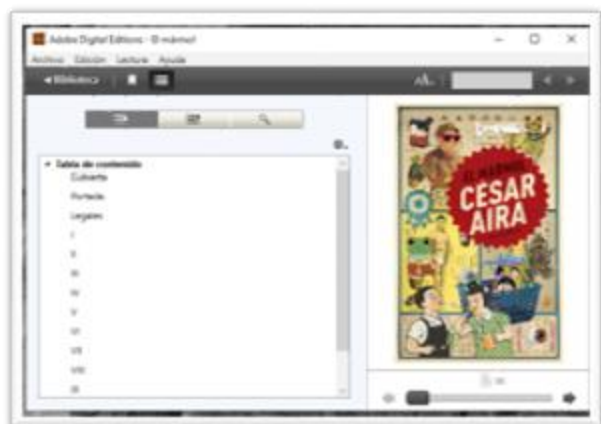 Adobe Digital Editions - El mármol
Archivo Edición Lectura Ayuda
Biblioteca
Tabla de contenido
Cubierta
Portada
Legales
I
II
III
IV
V
VI
VII
VIII
IX
EL MÁRMOL
CÉSAR
AIRA